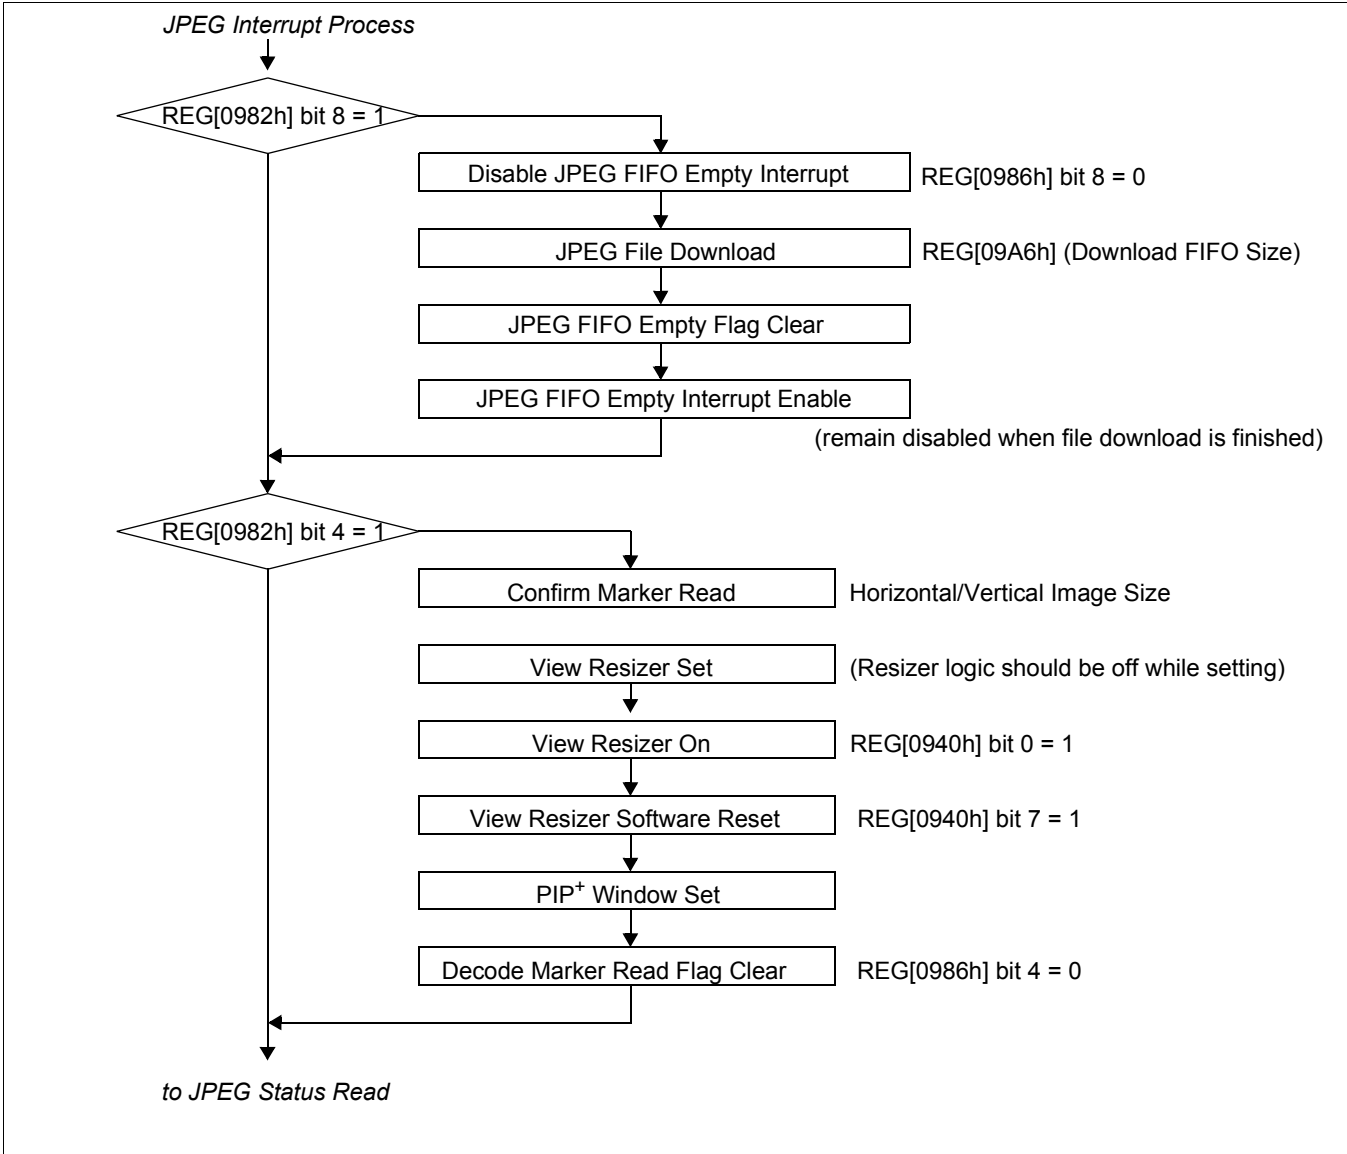 JPEG Interrupt Process
REG[0982h] bit 8 = 1
Disable JPEG FIFO Empty Interrupt
REG[0986h] bit 8 = 0
JPEG File Download
REG[09A6h] (Download FIFO Size)
JPEG FIFO Empty Flag Clear
JPEG FIFO Empty Interrupt Enable
(remain disabled when file download is finished)
REG[0982h] bit 4 = 1
Confirm Marker Read
Horizontal/Vertical Image Size
View Resizer Set
(Resizer logic should be off while setting)
View Resizer On
REG[0940h] bit 0 = 1
View Resizer Software Reset
REG[0940h] bit 7 = 1
PIP+ Window Set
Decode Marker Read Flag Clear
REG[0986h] bit 4 = 0
to JPEG Status Read